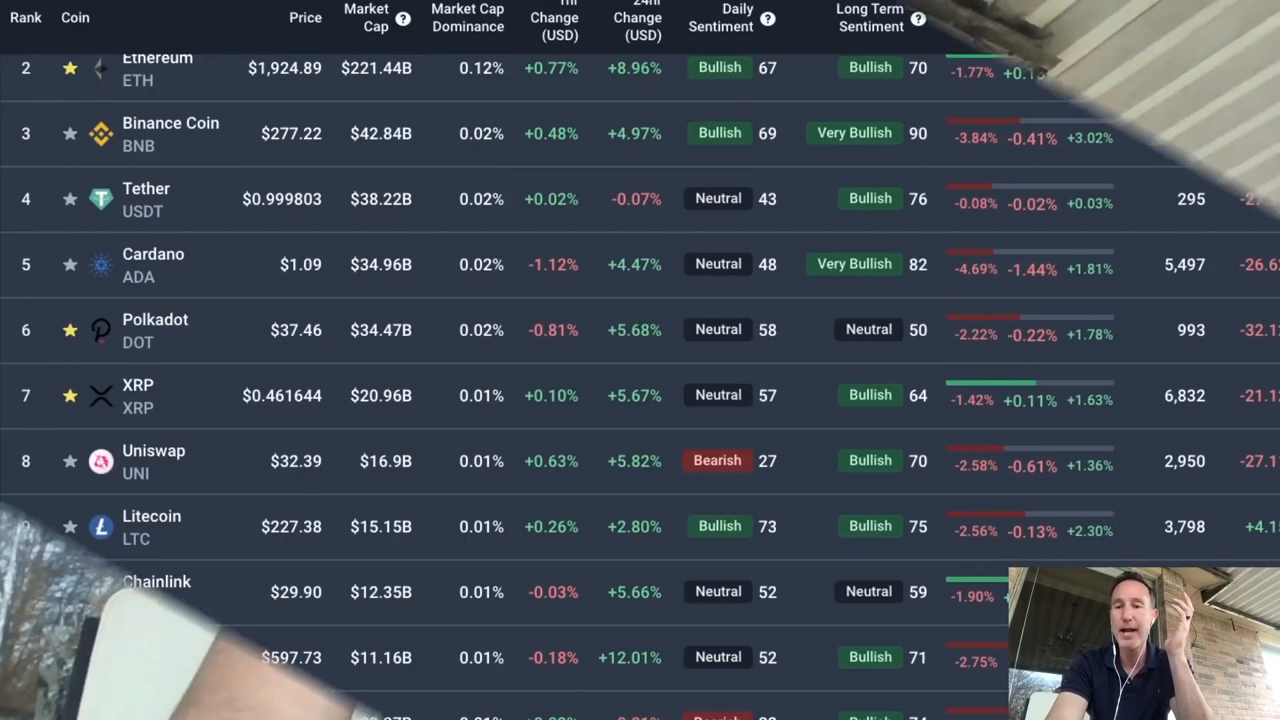 Rank Coin Price Market Cap ? Market Cap Dominance 1hr Change (USD) 24hr Change (USD) Daily Sentiment ? Long Term Sentiment ?
2 Ethereum ETH $1,924.89 $221.44B 0.12% +0.77% +8.96% Bullish 67 Bullish 70 -1.77%
3 Binance Coin BNB $277.22 $42.84B 0.02% +0.48% +4.97% Bullish 69 Very Bullish 90 -3.84% -0.41% +3.02%
4 Tether USDT $0.999803 $38.22B 0.02% +0.02% -0.07% Neutral 43 Bullish 76 -0.08% -0.02% +0.03% 295
5 Cardano ADA $1.09 $34.96B 0.02% -1.12% +4.47% Neutral 48 Very Bullish 82 -4.69% -1.44% +1.81% 5,497 -26.6
6 Polkadot DOT $37.46 $34.47B 0.02% -0.81% +5.68% Neutral 58 Neutral 50 -2.22% -0.22% +1.78% 993 -32.1
7 XRP XRP $0.461644 $20.96B 0.01% +0.10% +5.67% Neutral 57 Bullish 64 -1.42% +0.11% +1.63% 6,832 -21.1
8 Uniswap UNI $32.39 $16.9B 0.01% +0.63% +5.82% Bearish 27 Bullish 70 -2.58% -0.61% +1.36% 2,950 -27.1
Litecoin LTC $227.38 $15.15B 0.01% +0.26% +2.80% Bullish 73 Bullish 75 -2.56% -0.13% +2.30% 3,798 +4.1
Chainlink $29.90 $12.35B 0.01% -0.03% +5.66% Neutral 52 Neutral 59 -1.90%
$597.73 $11.16B 0.01% -0.18% +12.01% Neutral 52 Bullish 71 -2.75%